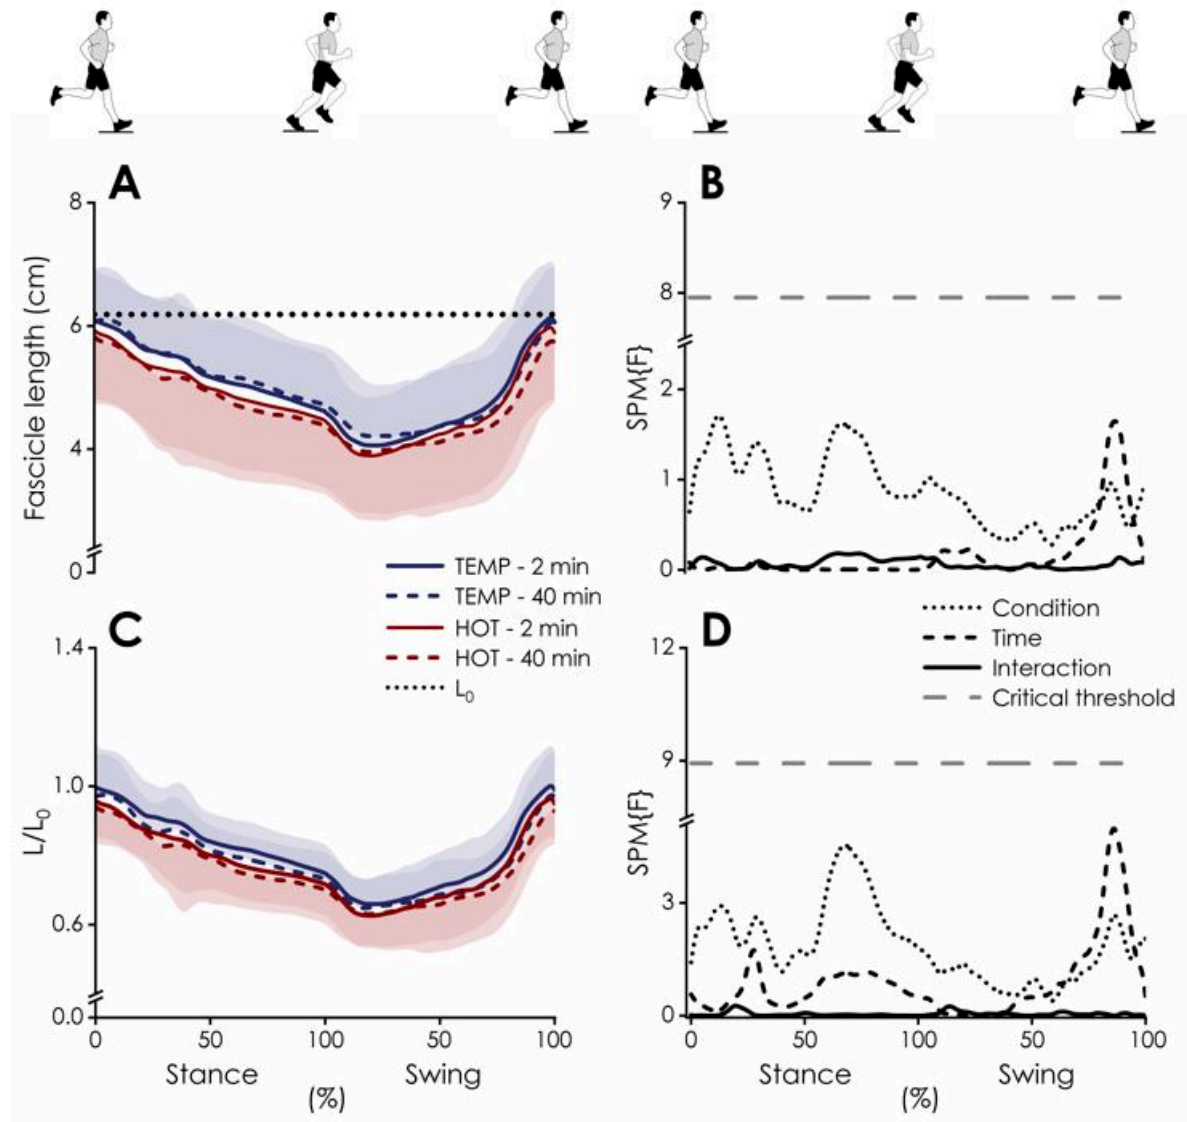 A
8
6
4
0
Fascicle length (cm)
B
9
8
2
1
0
SPM{F}
TEMP - 2 min
TEMP - 40 min
HOT - 2 min
HOT - 40 min
L₀
Condition
Time
Interaction
Critical threshold
C
1.4
1.0
0.6
0.0
L/L₀
0 50 100 50 100
Stance Swing
(%)
D
12
9
3
0
SPM{F}
0 50 100 50 100
Stance Swing
(%)